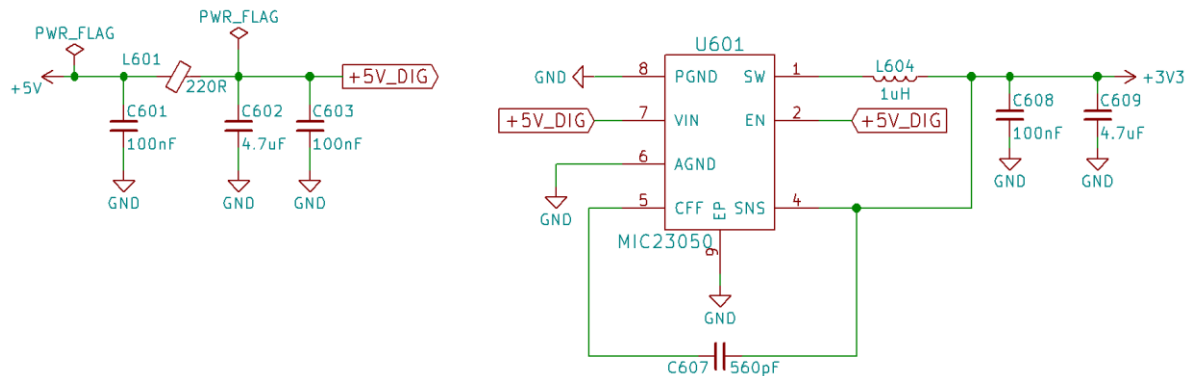 PWR_FLAG
PWR_FLAG
+5V
L601
220R
+5V_DIG
C601
100nF
GND
C602
4.7uF
GND
C603
100nF
GND
U601
GND
8 PGND SW 1
L604
1uH
+3V3
+5V_DIG
7 VIN EN 2
+5V_DIG
6 AGND
GND
5 CFF EP SNS 4
MIC23050
9
GND
C607
560pF
C608
100nF
GND
C609
4.7uF
GND